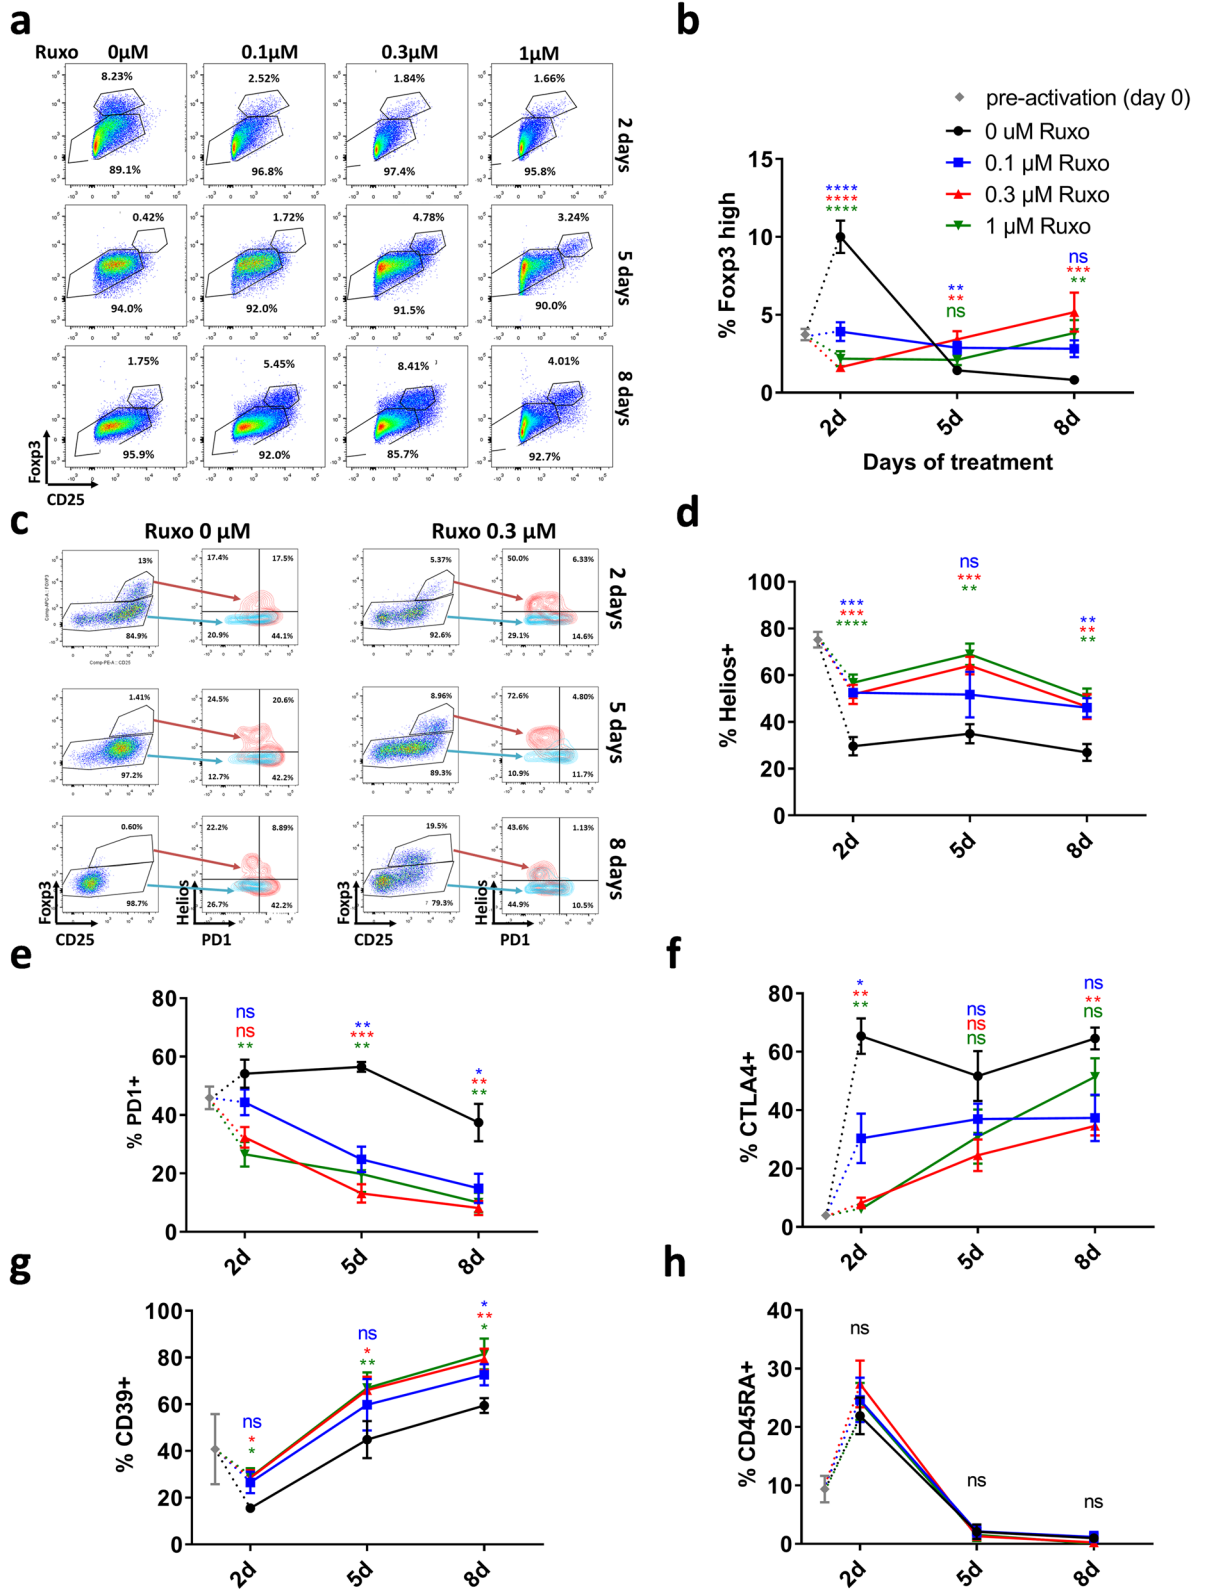 a
Ruxo 0µM 0.1µM 0.3µM 1µM
8.23% 2.52% 1.84% 1.66%
89.1% 96.8% 97.4% 95.8%
2 days
0.42% 1.72% 4.78% 3.24%
94.0% 92.0% 91.5% 90.0%
5 days
1.75% 5.45% 8.41% 4.01%
95.9% 92.0% 85.7% 92.7%
8 days
Foxp3
CD25
b
pre-activation (day 0)
0 uM Ruxo
0.1 µM Ruxo
0.3 µM Ruxo
1 µM Ruxo
% Foxp3 high
15
10
5
0
****
****
****
**
**
ns
ns
***
**
2d 5d 8d
Days of treatment
c
Ruxo 0 µM Ruxo 0.3 µM
13% 17.4% 17.5% 5.37% 50.0% 6.33%
84.9% 20.9% 44.1% 92.6% 29.1% 14.6%
Comp-APC-A :: FOXP3
Comp-PE-A :: CD25
2 days
1.41% 24.5% 20.6% 8.96% 72.6% 4.80%
97.2% 12.7% 42.2% 89.3% 10.9% 11.7%
5 days
0.60% 22.2% 8.89% 19.5% 43.6% 1.13%
98.7% 26.7% 42.2% 79.3% 44.9% 10.5%
8 days
Foxp3 Helios Foxp3 Helios
CD25 PD1 CD25 PD1
d
% Helios+
100
80
60
40
20
0
***
***
****
ns
***
**
**
**
**
2d 5d 8d
e
% PD1+
80
60
40
20
0
ns
ns
**
**
***
**
*
**
**
2d 5d 8d
f
% CTLA4+
80
60
40
20
0
*
**
**
ns
ns
ns
ns
**
ns
2d 5d 8d
g
% CD39+
100
80
60
40
20
0
ns
*
*
ns
*
**
*
**
*
2d 5d 8d
h
% CD45RA+
40
30
20
10
0
ns
ns
ns
2d 5d 8d